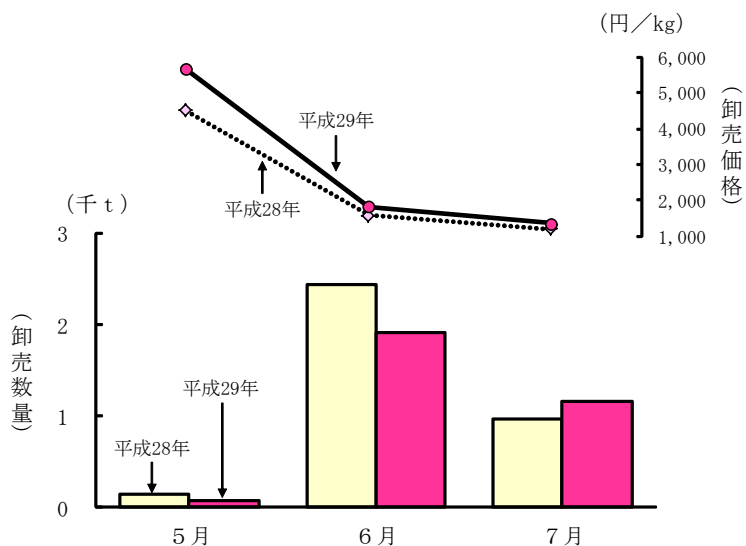 (円／kg)
6,000
5,000
4,000
3,000
2,000
1,000
(卸売価格)
平成29年
平成28年
(千ｔ)
3
2
1
0
(卸売数量)
平成29年
平成28年
５月
６月
７月